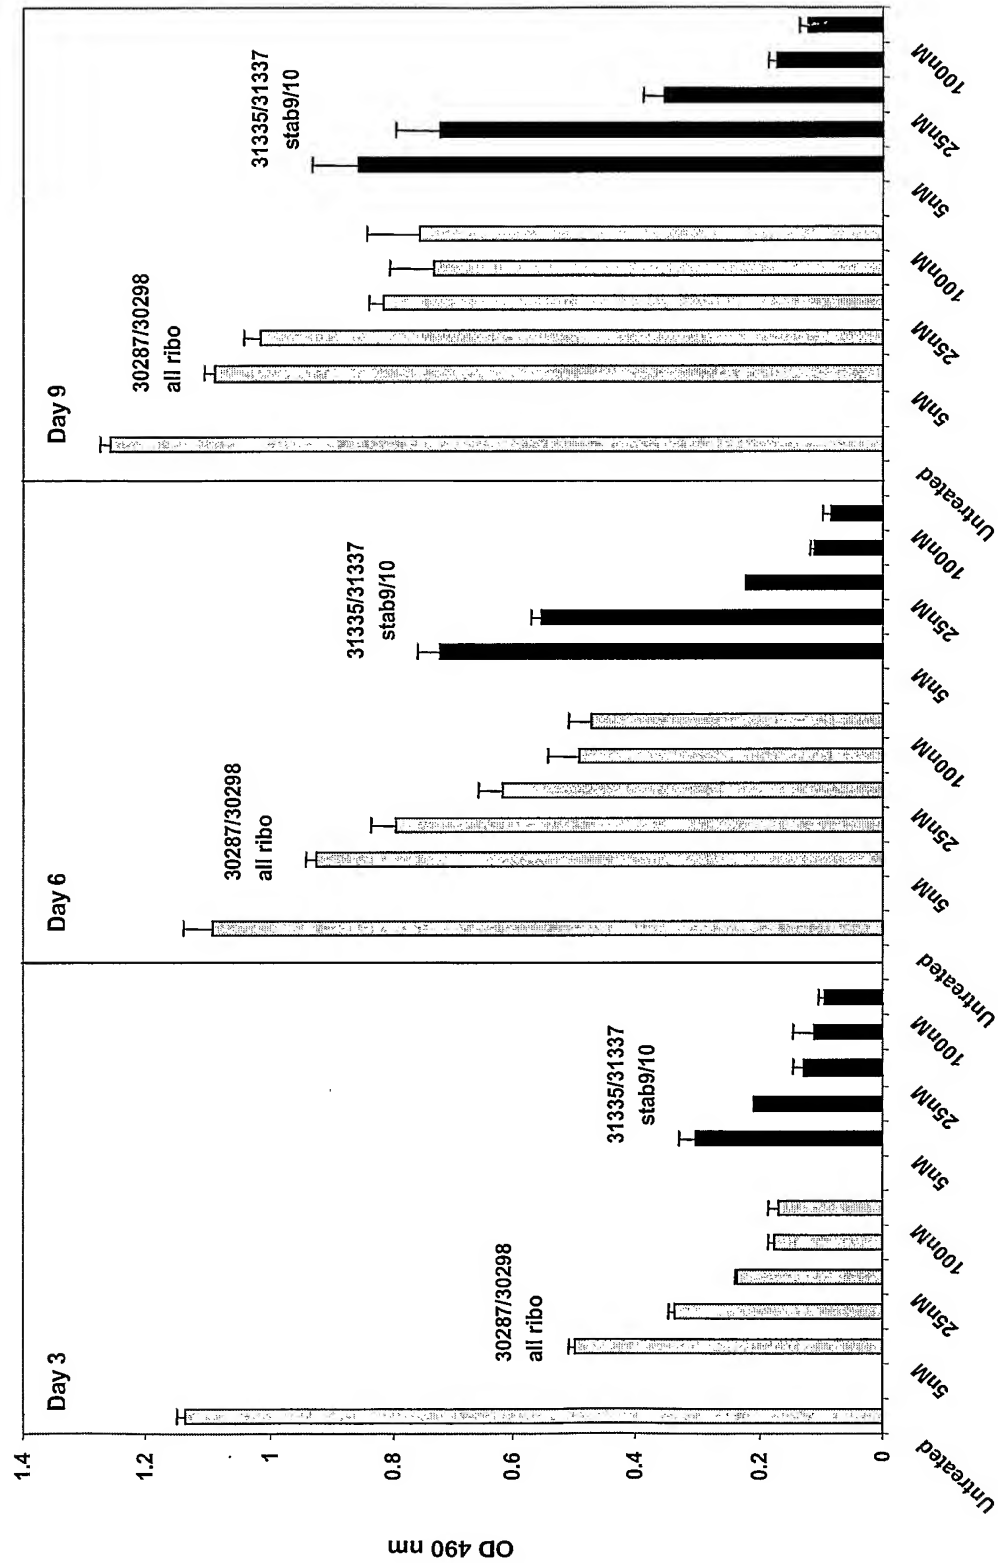 OD 490 nm
1.4
1.2
1
0.8
0.6
0.4
0.2
0
Day 3
30287/30298
all ribo
31335/31337
stab9/10
Day 6
30287/30298
all ribo
31335/31337
stab9/10
Day 9
30287/30298
all ribo
31335/31337
stab9/10
Untreated
5nM
25nM
100nM
5nM
25nM
100nM
Untreated
5nM
25nM
100nM
5nM
25nM
100nM
Untreated
5nM
25nM
100nM
5nM
25nM
100nM